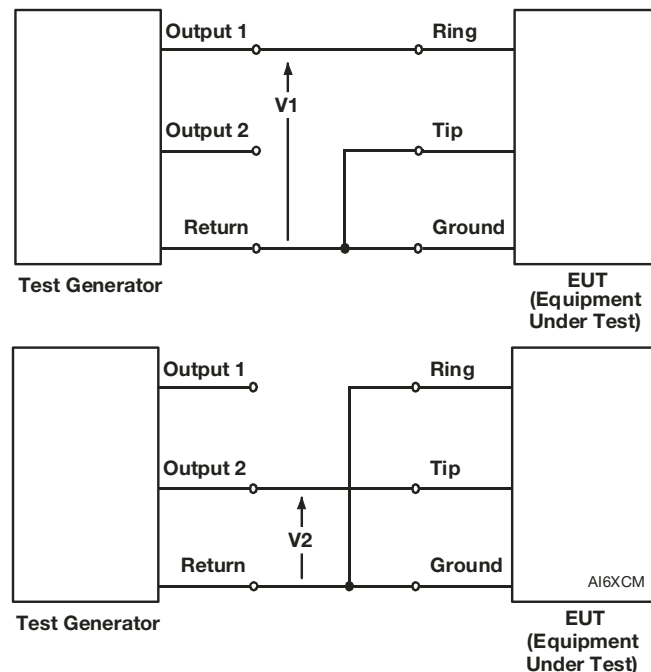 Output 1
Ring
V1
Output 2
Tip
Return
Ground
Test Generator
EUT
(Equipment
Under Test)
Output 1
Ring
Output 2
Tip
V2
Return
Ground
AI6XCM
Test Generator
EUT
(Equipment
Under Test)